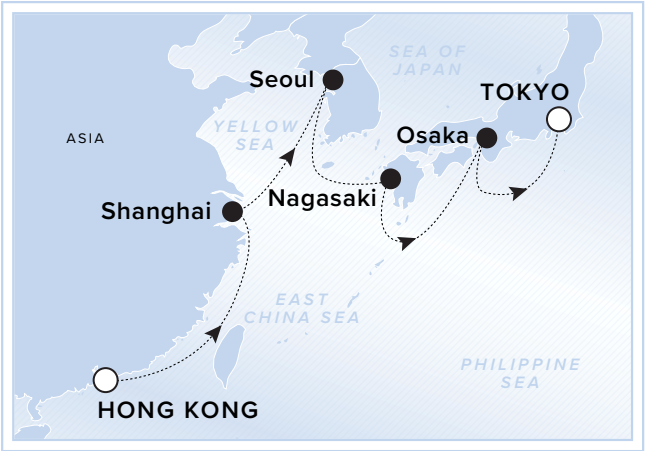 SEA OF
JAPAN
Seoul
TOKYO
YELLOW
SEA
ASIA
Osaka
Nagasaki
Shanghai
EAST
CHINA SEA
PHILIPPINE
SEA
HONG KONG